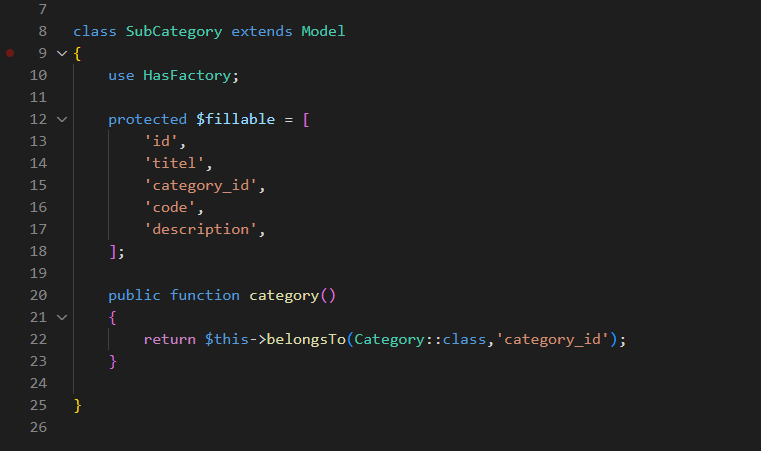 7
8 class SubCategory extends Model
9 {
10     use HasFactory;
11
12     protected $fillable = [
13         'id',
14         'titel',
15         'category_id',
16         'code',
17         'description',
18     ];
19
20     public function category()
21     {
22         return $this->belongsTo(Category::class,'category_id');
23     }
24
25 }
26